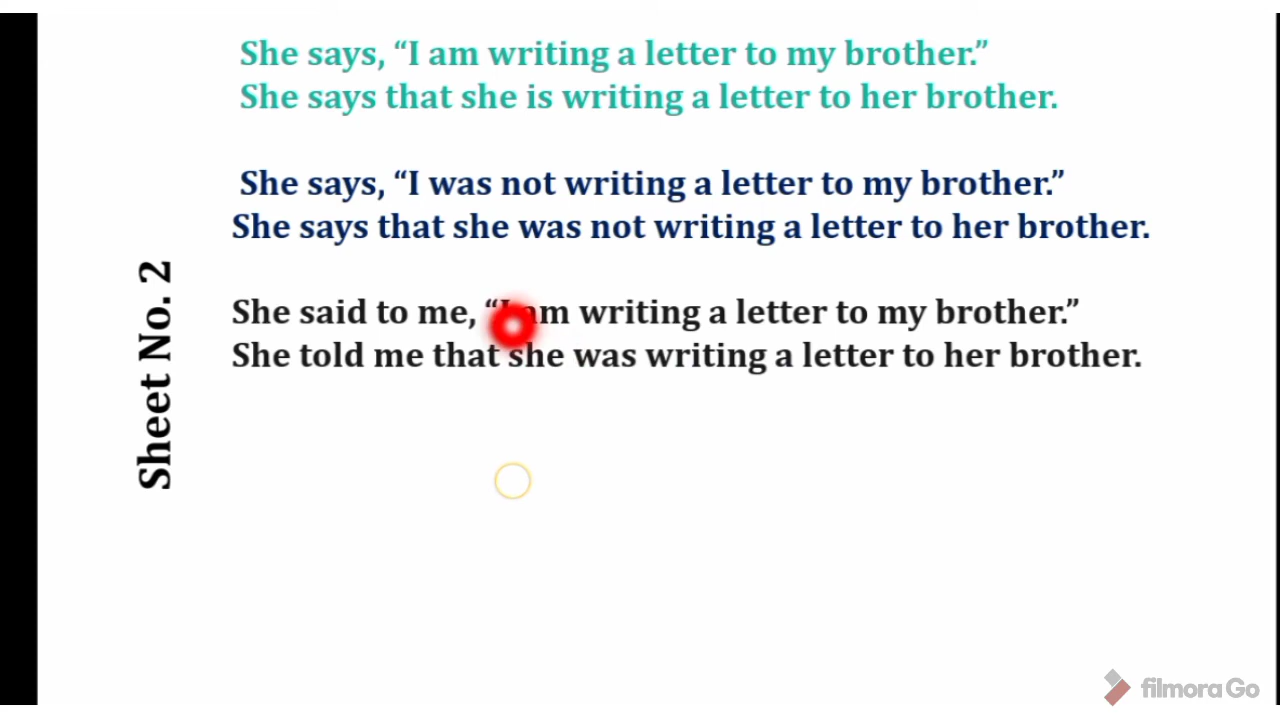 She says, “I am writing a letter to my brother.”
She says that she is writing a letter to her brother.
She says, “I was not writing a letter to my brother.”
She says that she was not writing a letter to her brother.
She said to me, “I am writing a letter to my brother.”
She told me that she was writing a letter to her brother.
Sheet No. 2
filmora Go